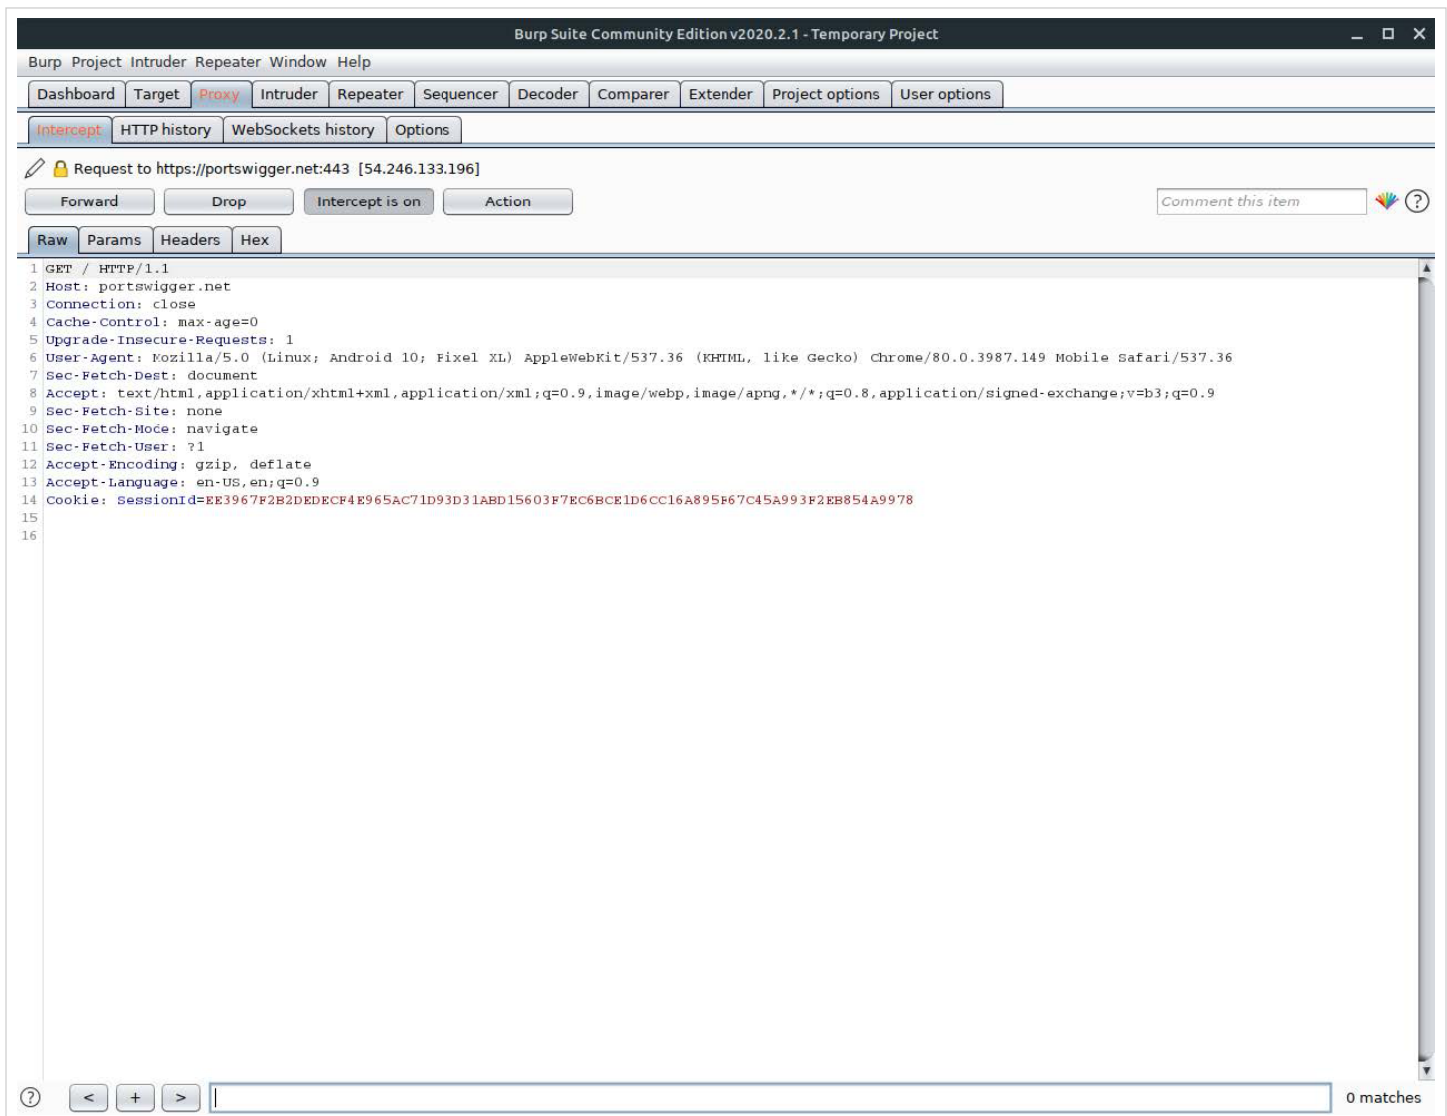 Burp Suite Community Edition v2020.2.1 - Temporary Project
Burp Project Intruder Repeater Window Help
Dashboard Target Proxy Intruder Repeater Sequencer Decoder Comparer Extender Project options User options
Intercept HTTP history WebSockets history Options
Request to https://portswigger.net:443 [54.246.133.196]
Forward Drop Intercept is on Action Comment this item
Raw Params Headers Hex
1 GET / HTTP/1.1
2 Host: portswigger.net
3 Connection: close
4 Cache-Control: max-age=0
5 Upgrade-Insecure-Requests: 1
6 User-Agent: Mozilla/5.0 (Linux; Android 10; Pixel XL) AppleWebKit/537.36 (KHTML, like Gecko) Chrome/80.0.3987.149 Mobile Safari/537.36
7 Sec-Fetch-Dest: document
8 Accept: text/html,application/xhtml+xml,application/xml;q=0.9,image/webp,image/apng,*/*;q=0.8,application/signed-exchange;v=b3;q=0.9
9 Sec-Fetch-Site: none
10 Sec-Fetch-Mode: navigate
11 Sec-Fetch-User: ?1
12 Accept-Encoding: gzip, deflate
13 Accept-Language: en-US,en;q=0.9
14 Cookie: SessionId=EE3967F2B2DEDECF4E965AC71D93D31ABD15603F7EC6BCE1D6CC16A895F67C45A993F2EB854A9978
15
16
? < + > 0 matches